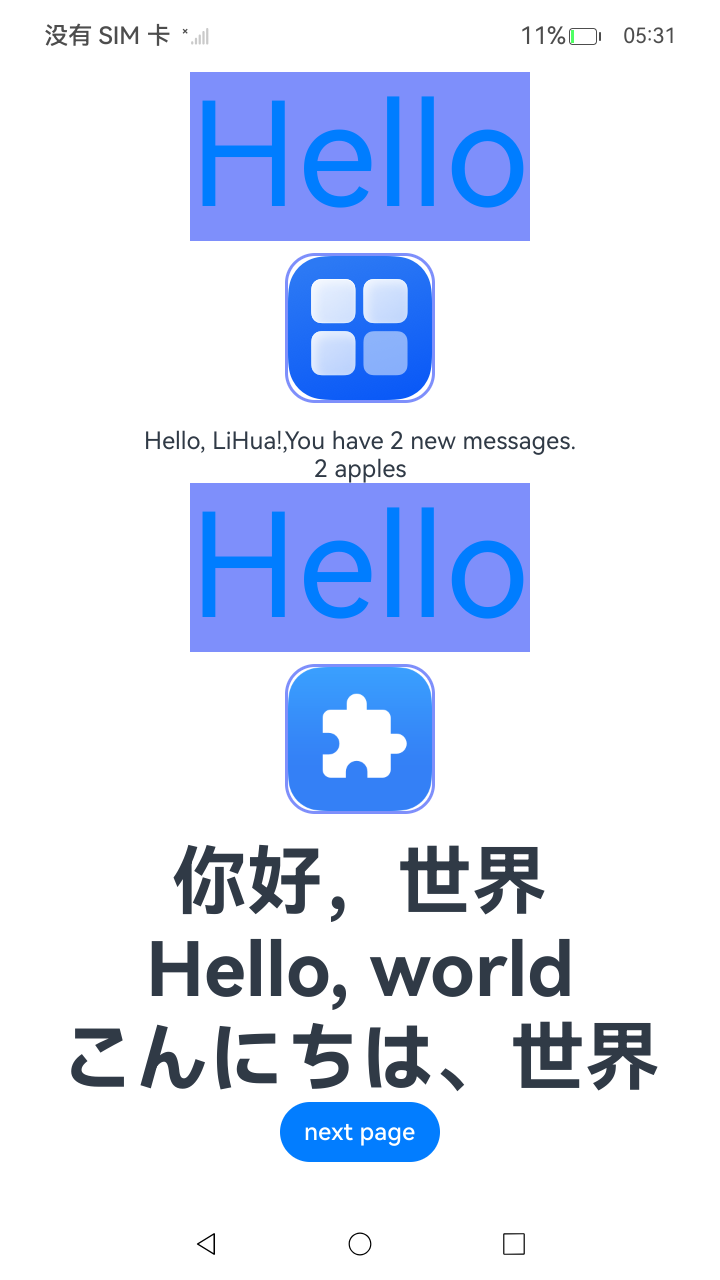 没有 SIM 卡 11% 05:31
Hello
Hello, LiHua!,You have 2 new messages.
2 apples
Hello
你好，世界
Hello, world
こんにちは、世界
next page